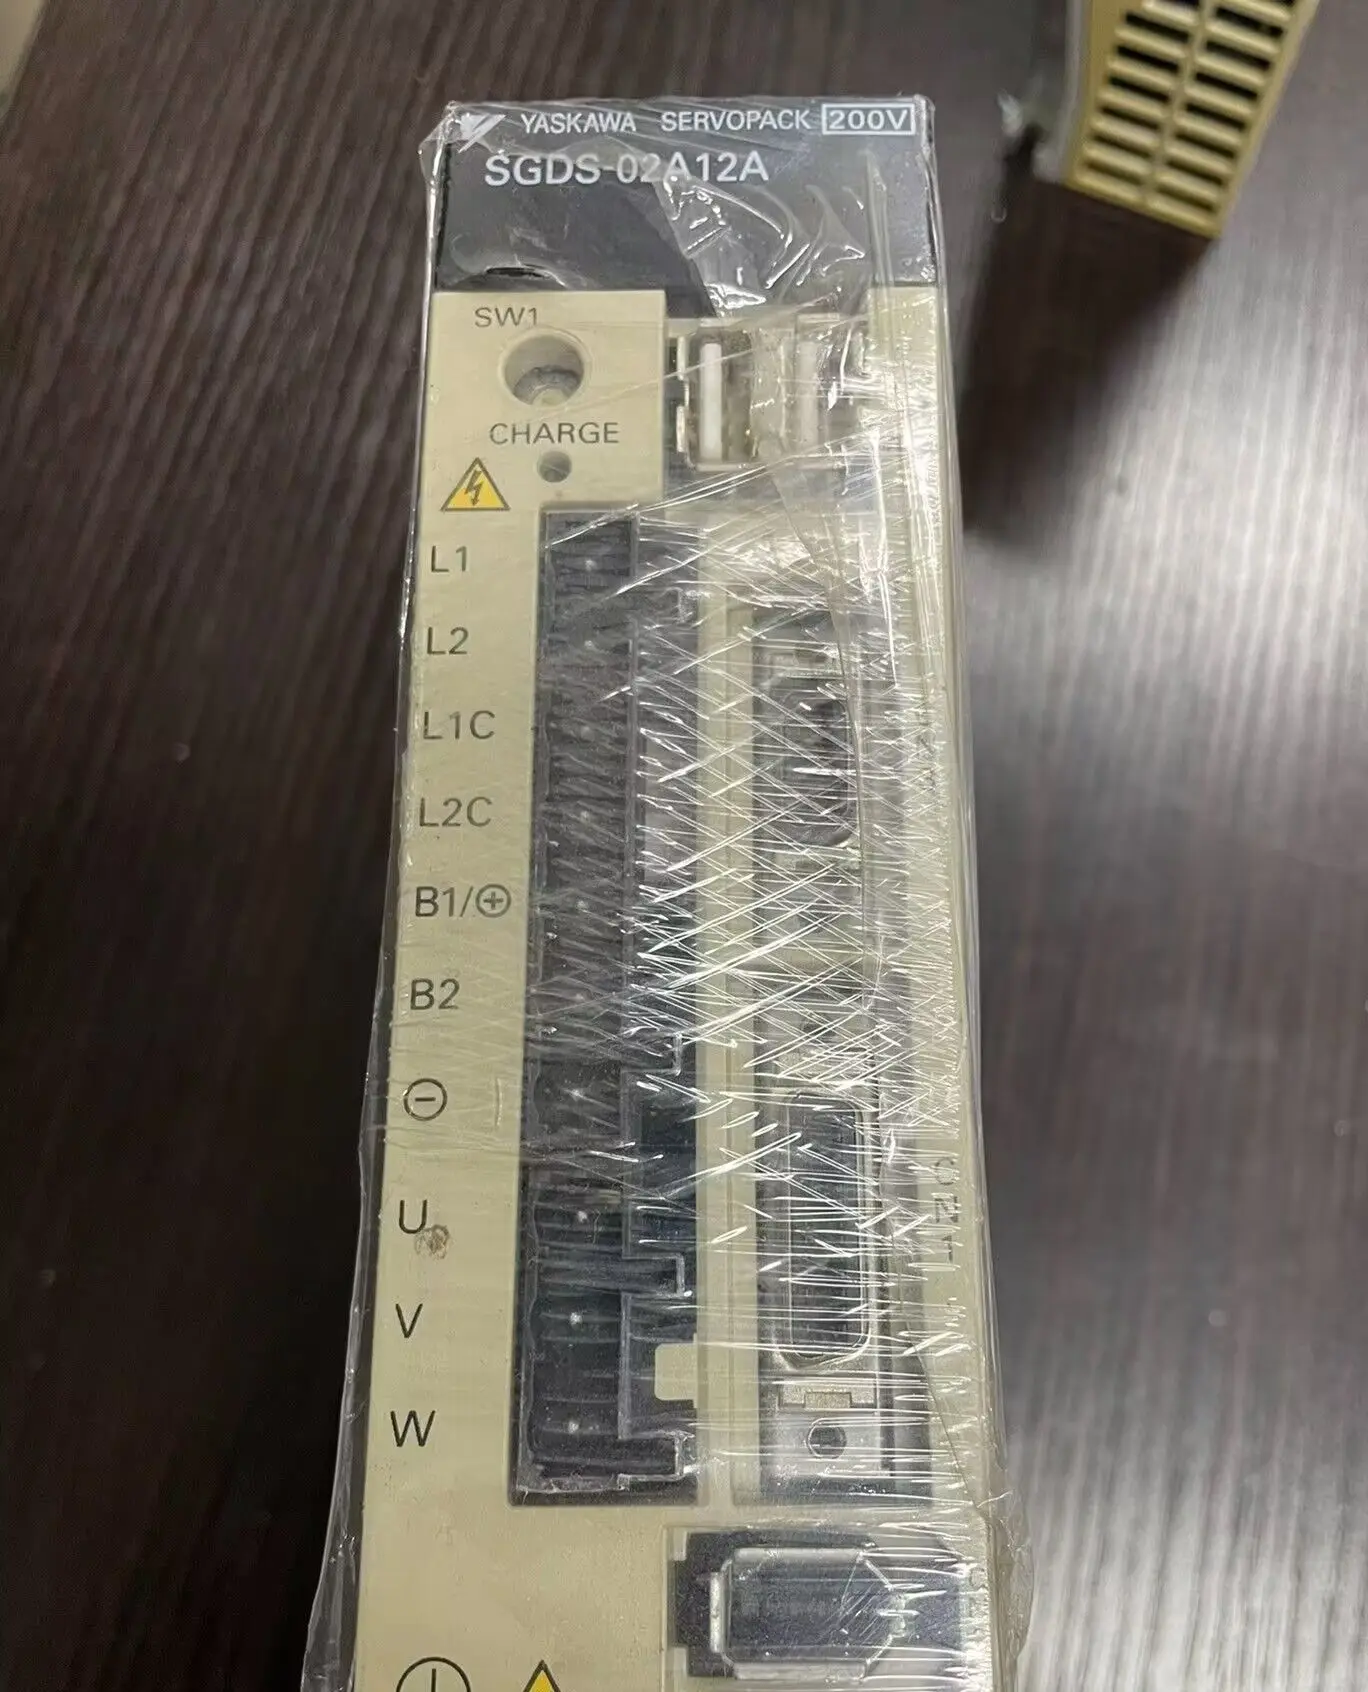 YASKAWA SERVOPACK 200V
SGDS-02A12A
SW1
CHARGE
L1
L2
L1C
L2C
B1/⊕
B2
⊖
U
V
W
CN1